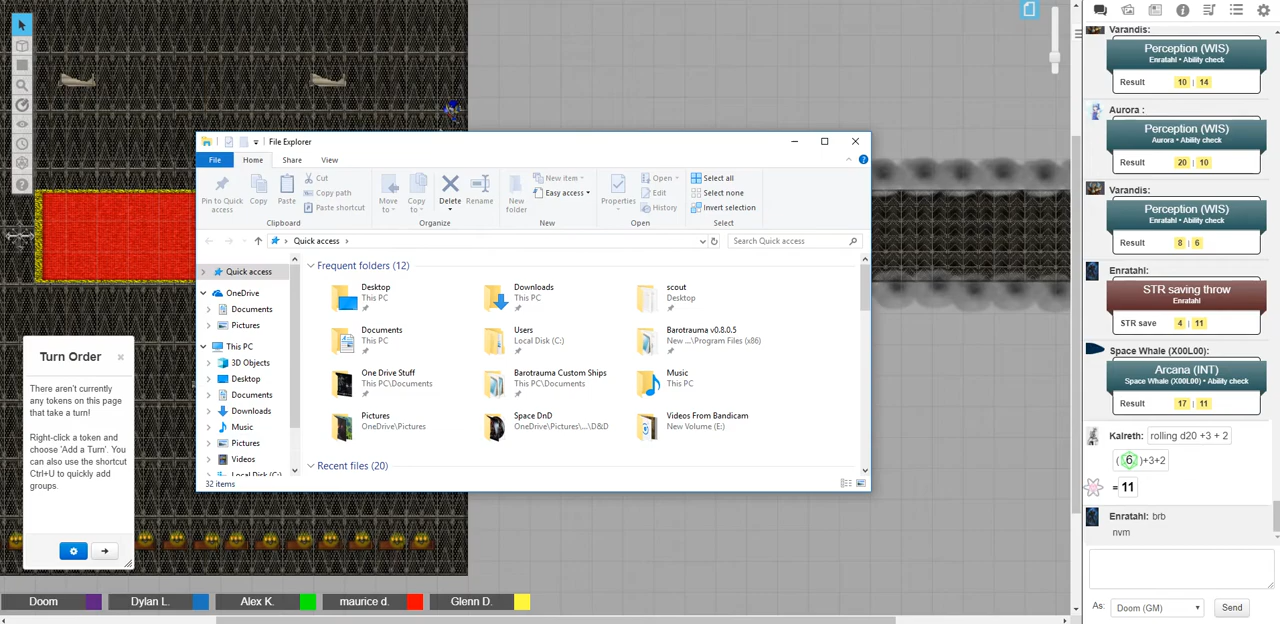 File Explorer
File
Home
Share
View
Pin to Quick access
Copy
Paste
Cut
Copy path
Paste shortcut
Clipboard
Move to
Copy to
Delete
Rename
Organize
New folder
New item
Easy access
New
Properties
Open
Edit
History
Open
Select all
Select none
Invert selection
Select
Quick access
Search Quick access
Quick access
OneDrive
Documents
Pictures
This PC
3D Objects
Desktop
Documents
Downloads
Music
Pictures
Videos
Local Disk (C:)
Frequent folders (12)
Desktop
This PC
Downloads
This PC
scout
Desktop
Documents
This PC
Users
Local Disk (C:)
Barotrauma v0.8.0.5
New ...\Program Files (x86)
One Drive Stuff
This PC\Documents
Barotrauma Custom Ships
This PC\Documents
Music
This PC
Pictures
OneDrive\Pictures
Space DnD
OneDrive\Pictures\...\D&D
Videos From Bandicam
New Volume (E:)
Recent files (20)
32 items
Turn Order
×
There aren't currently
any tokens on this page
that take a turn!
Right-click a token and
choose 'Add a Turn'. You
can also use the shortcut
Ctrl+U to quickly add
groups.
Doom
Dylan L.
Alex K.
maurice d.
Glenn D.
Varandis:
Perception (WIS)
Enratahl • Ability check
Result 10 | 14
Aurora :
Perception (WIS)
Aurora • Ability check
Result 20 | 10
Varandis:
Perception (WIS)
Enratahl • Ability check
Result 8 | 6
Enratahl:
STR saving throw
Enratahl
STR save 4 | 11
Space Whale (X00L00):
Arcana (INT)
Space Whale (X00L00) • Ability check
Result 17 | 11
Kalreth: rolling d20 +3 + 2
(6)+3+2
= 11
Enratahl: brb
nvm
As: Doom (GM) Send